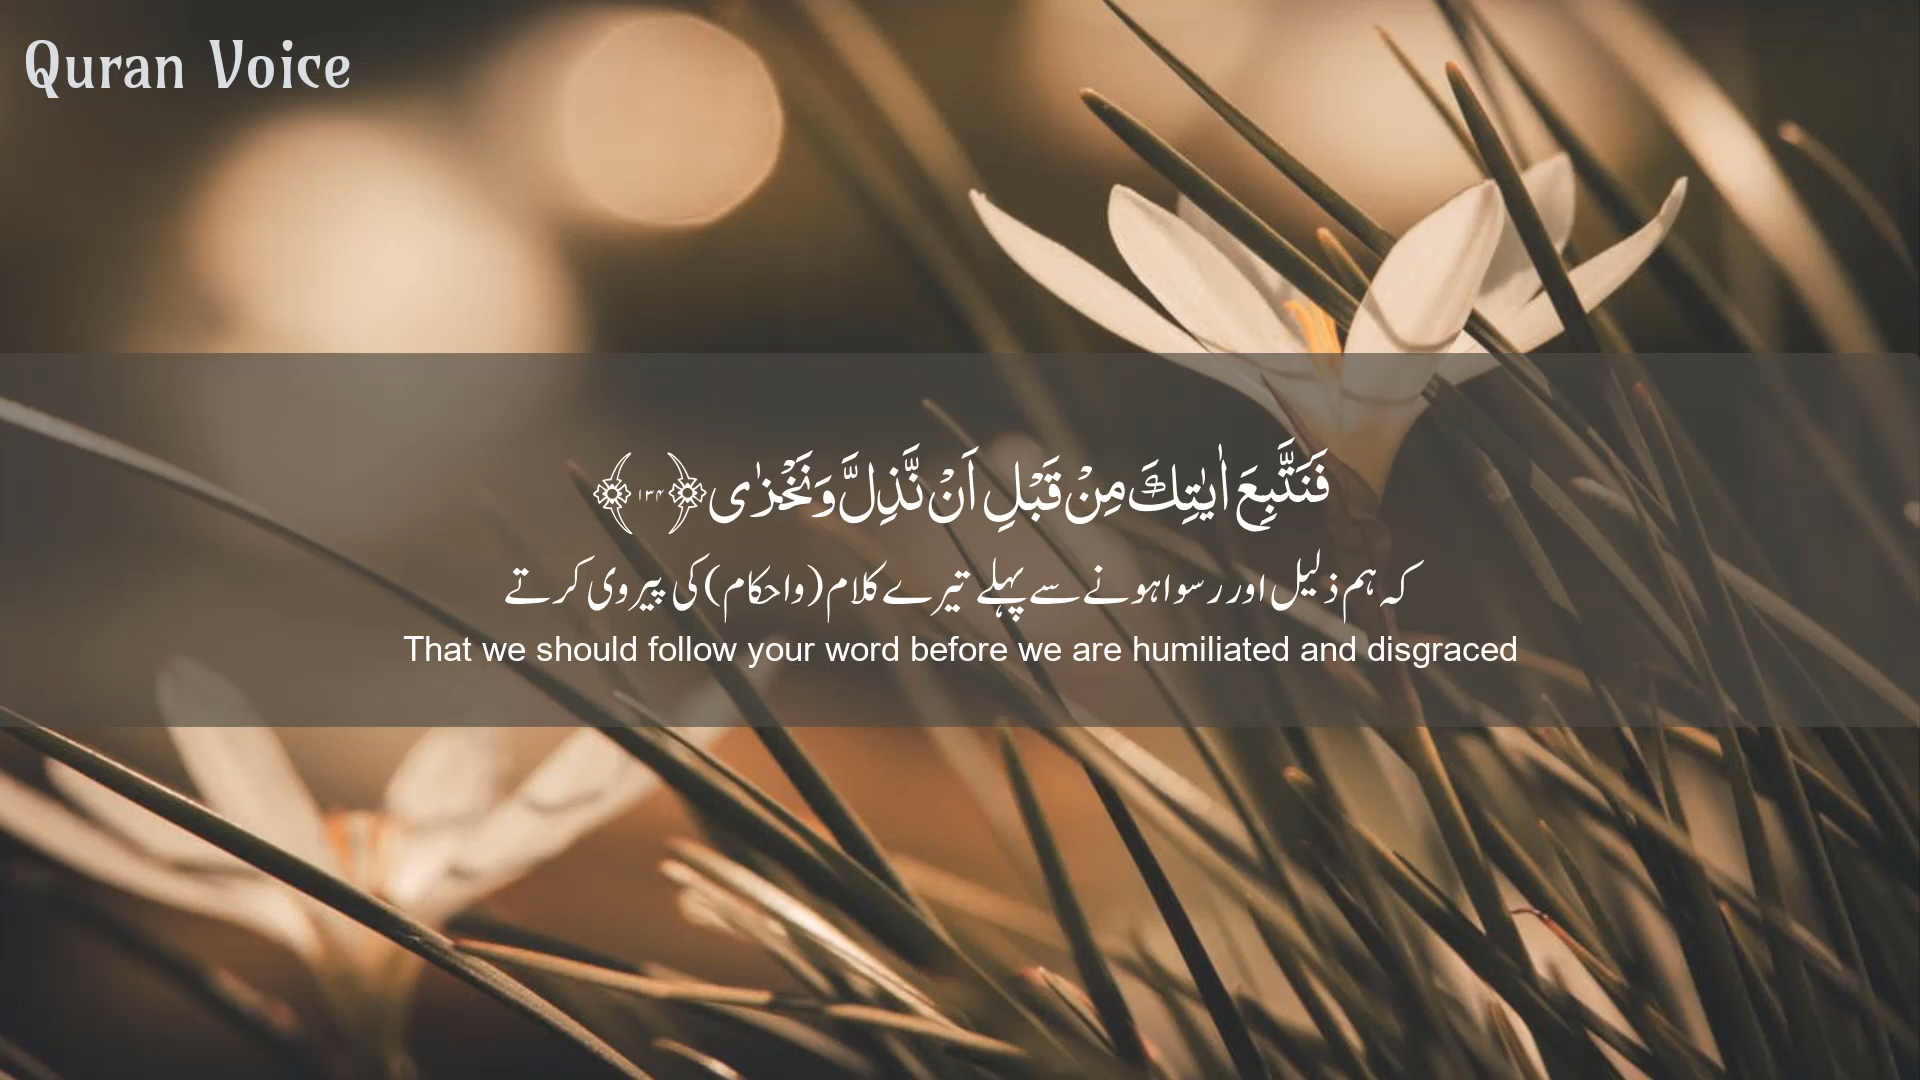 Quran Voice
فَنَتَّبِعَ اٰیٰتِكَ مِنْ قَبْلِ اَنْ نَّذِلَّ وَنَخْزٰی ﴿۱۳۴﴾
کہ ہم ذلیل اور رسوا ہونے سے پہلے تیرے کلام (واحکام) کی پیروی کرتے
That we should follow your word before we are humiliated and disgraced